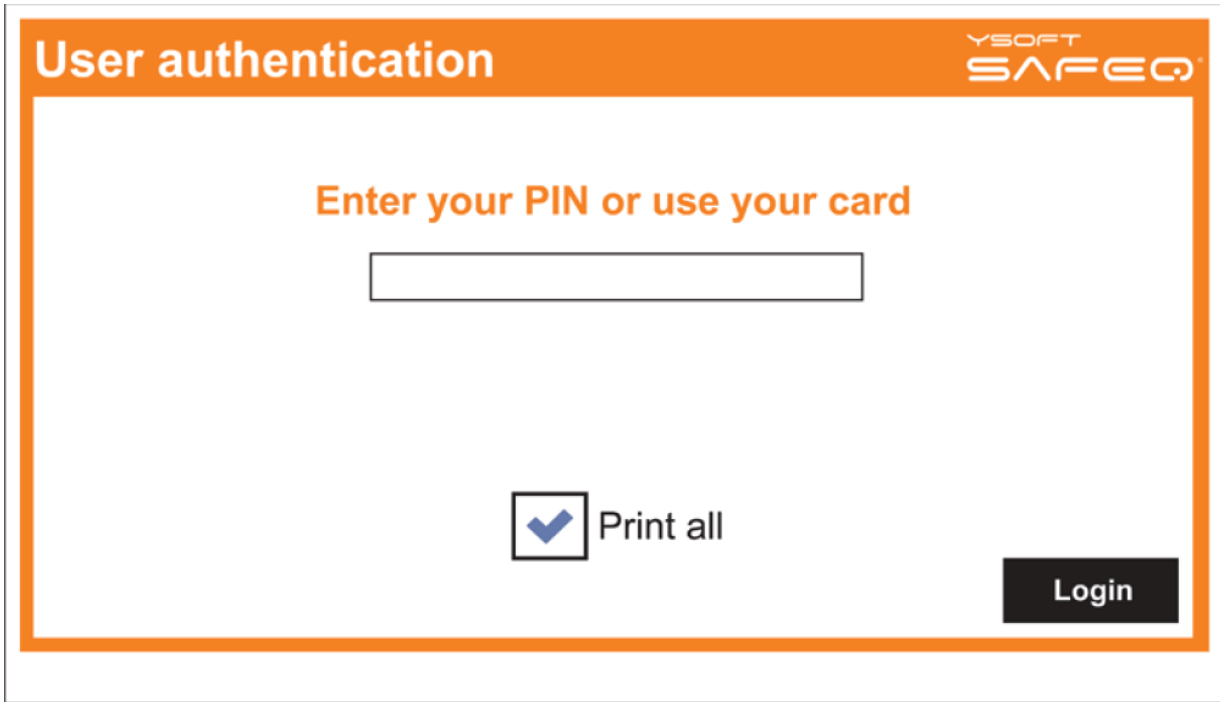 User authentication
YSOFT
SAFEQ®
Enter your PIN or use your card
Print all
Login